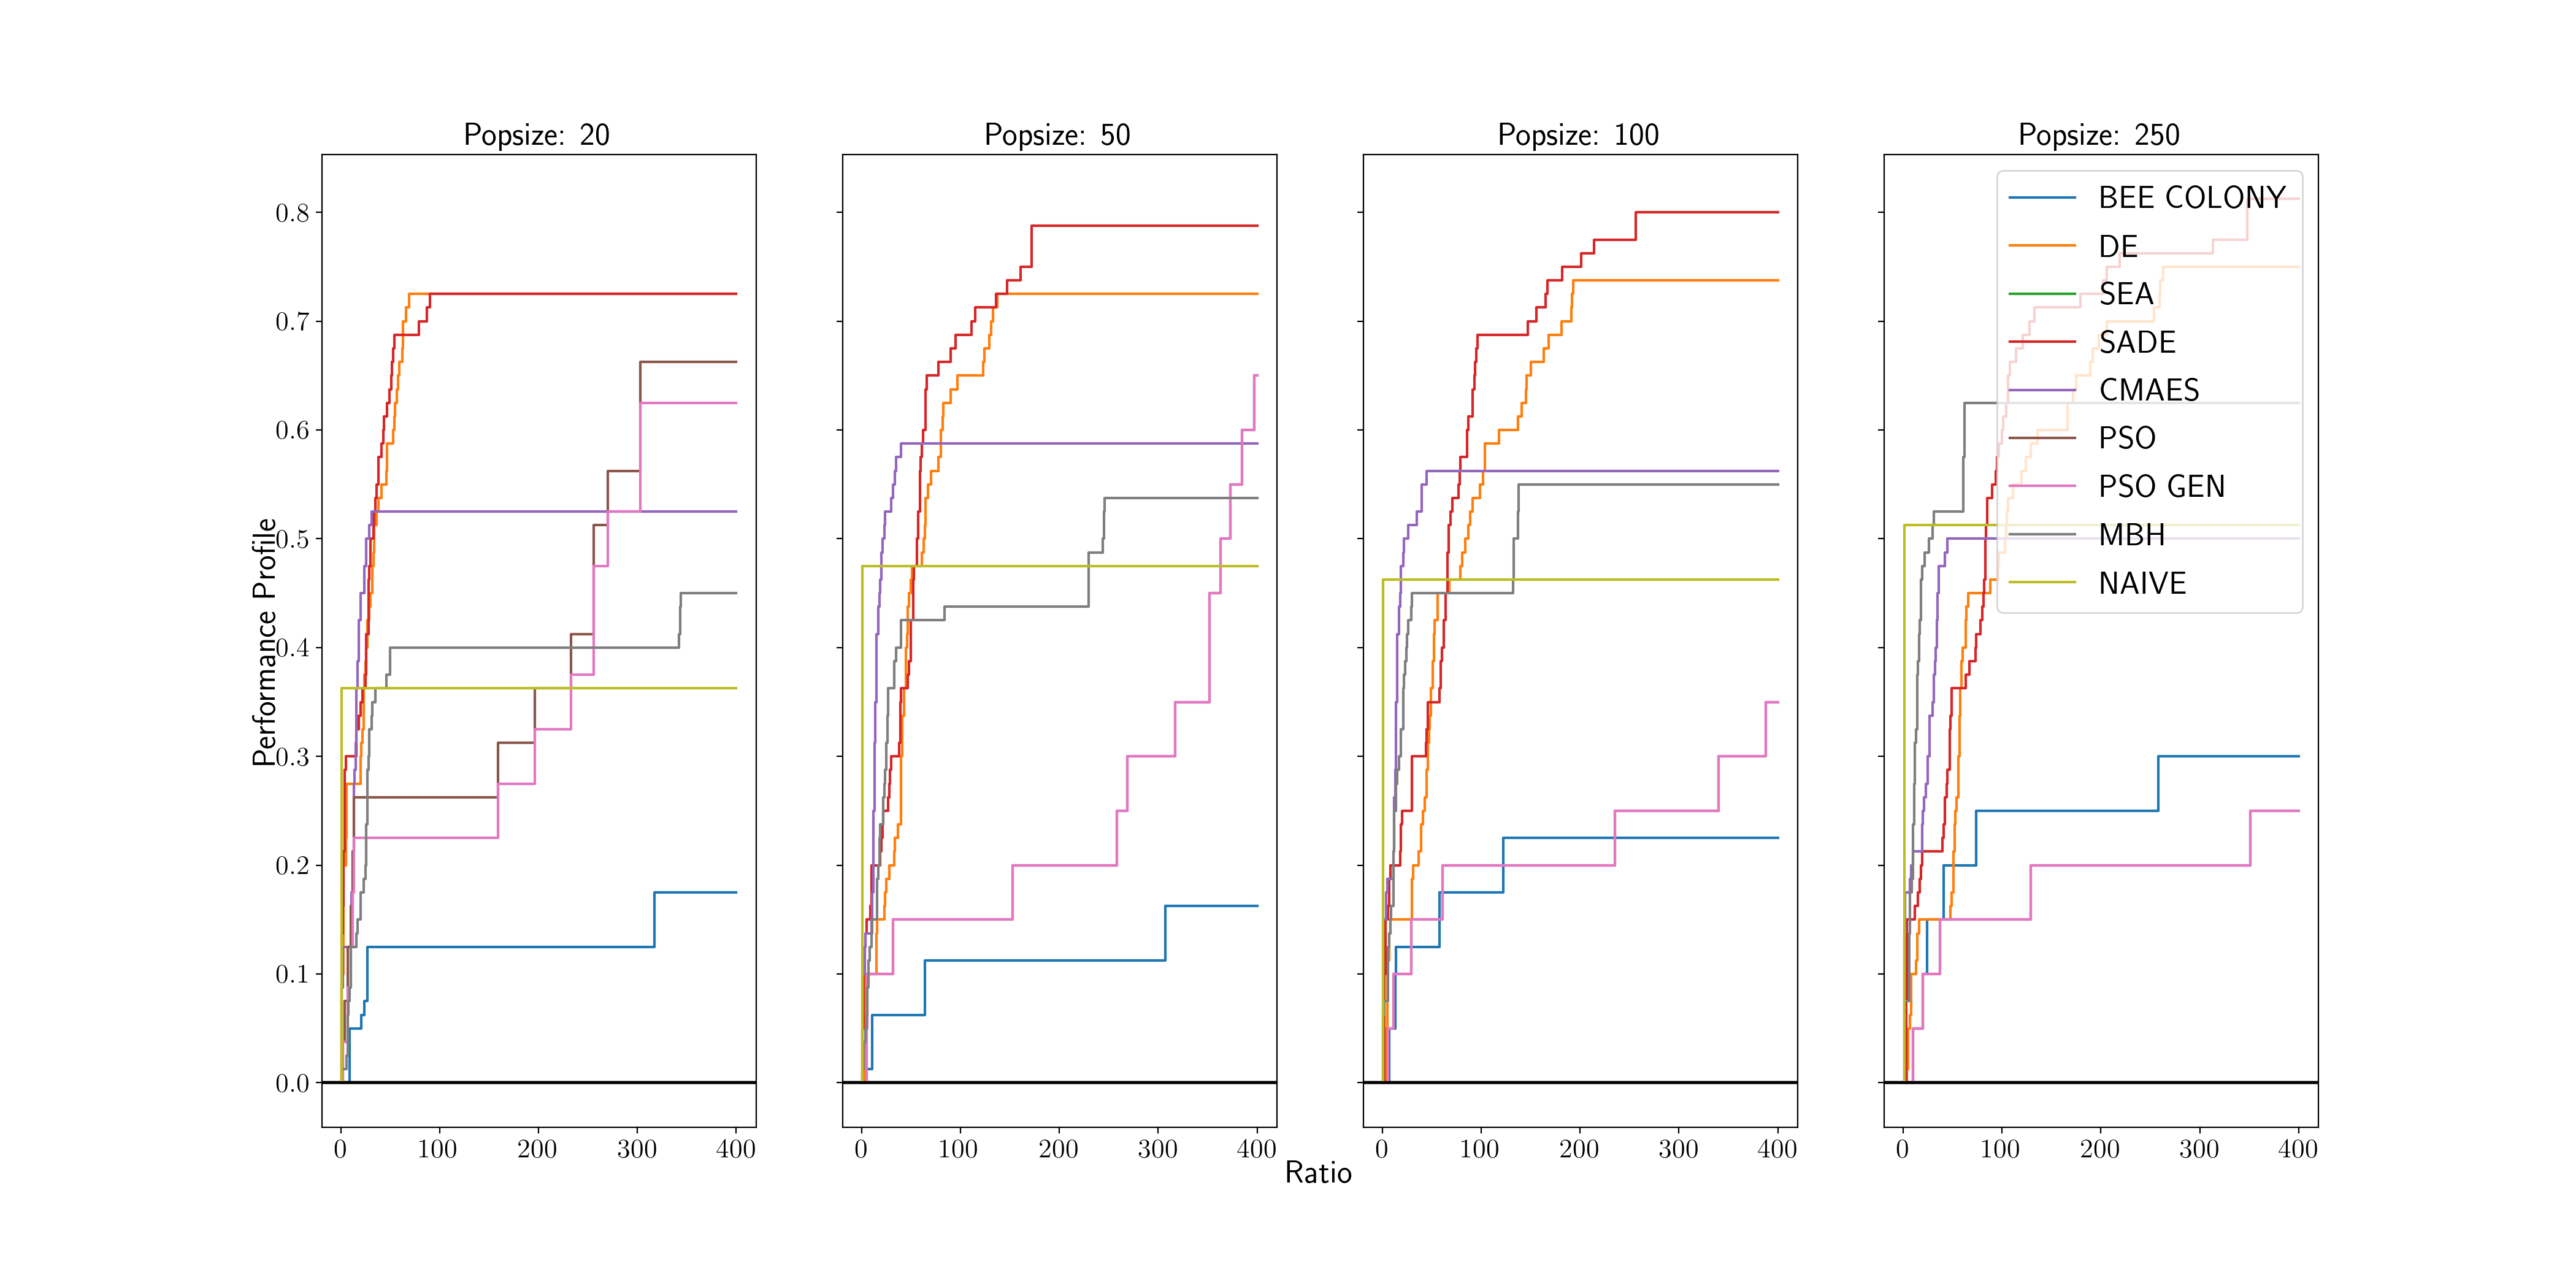 Popsize: 20
Popsize: 50
Popsize: 100
Popsize: 250
Performance Profile
0.8
0.7
0.6
0.5
0.4
0.3
0.2
0.1
0.0
BEE COLONY
DE
SEA
SADE
CMAES
PSO
PSO GEN
MBH
NAIVE
0 100 200 300 400
0 100 200 300 400
0 100 200 300 400
0 100 200 300 400
Ratio